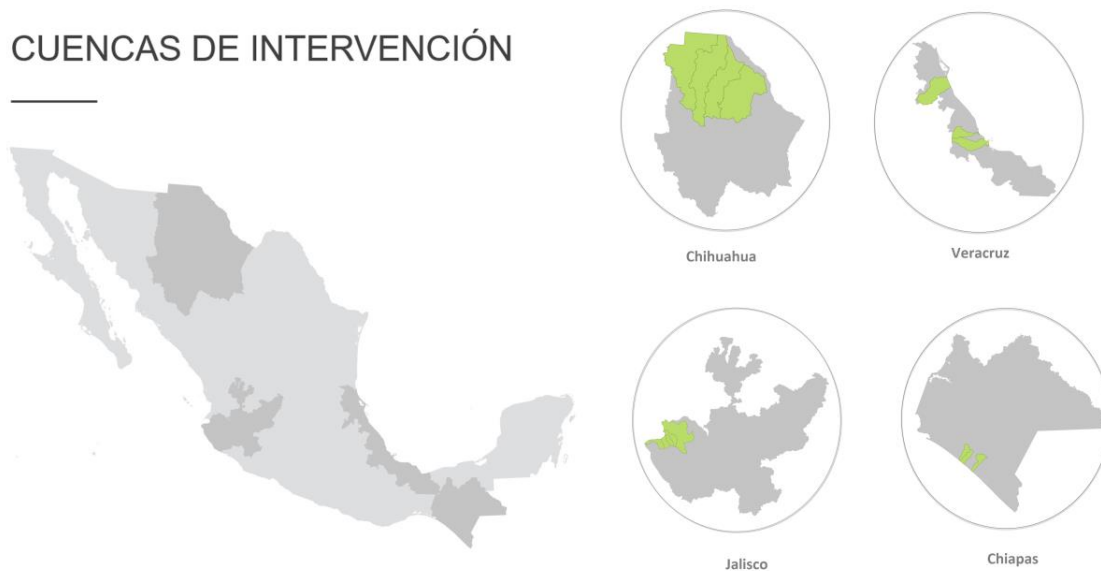 CUENCAS DE INTERVENCIÓN
Chihuahua
Veracruz
Jalisco
Chiapas